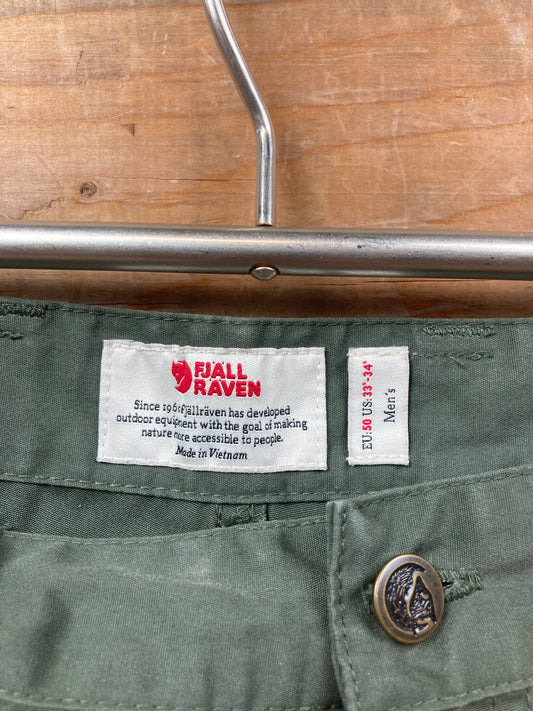 FJALL
RAVEN
Since 1960 Fjällräven has developed
outdoor equipment with the goal of making
nature more accessible to people.
Made in Vietnam
EU:50 US:33"-34"
Men´s